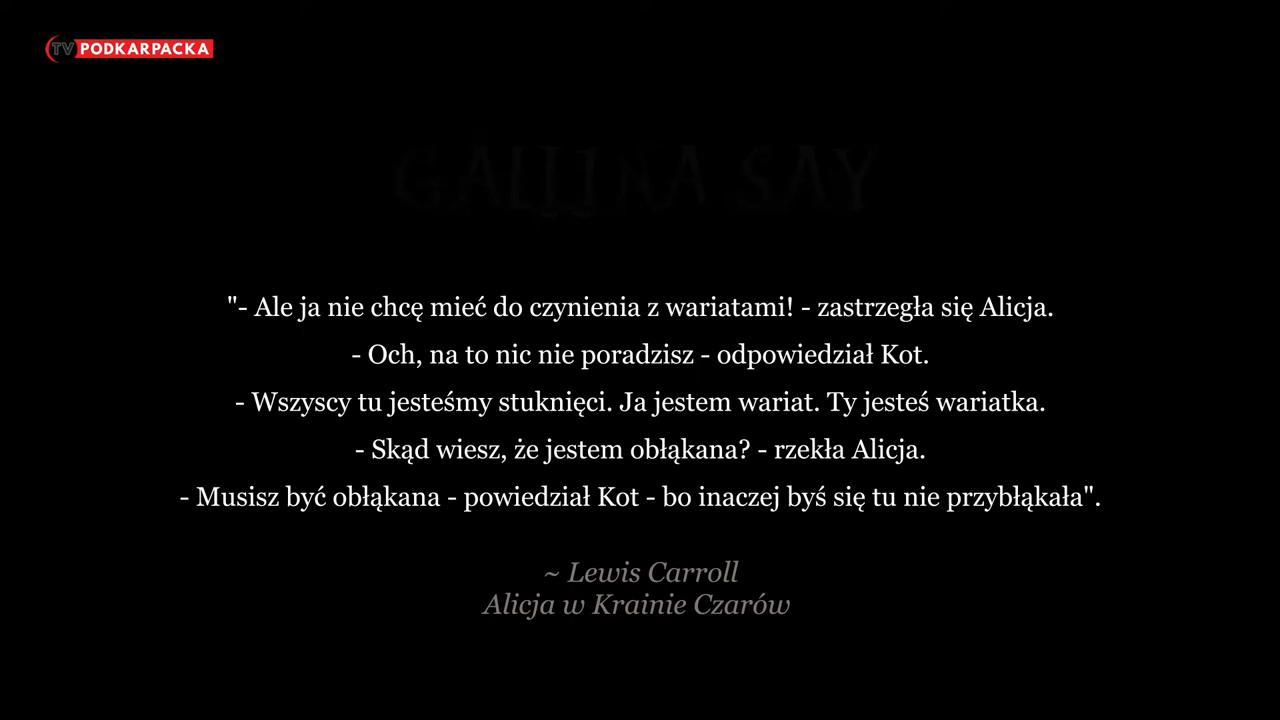 TV PODKARPACKA
GALLINA SAY
"- Ale ja nie chcę mieć do czynienia z wariatami! - zastrzegła się Alicja.
- Och, na to nic nie poradzisz - odpowiedział Kot.
- Wszyscy tu jesteśmy stuknięci. Ja jestem wariat. Ty jesteś wariatka.
- Skąd wiesz, że jestem obłąkana? - rzekła Alicja.
- Musisz być obłąkana - powiedział Kot - bo inaczej byś się tu nie przybłąkała".
~ Lewis Carroll
Alicja w Krainie Czarów